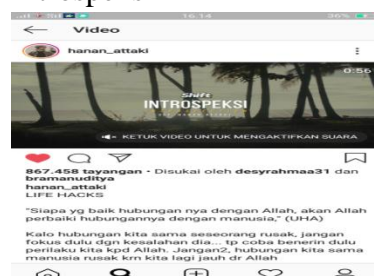 16.14
36%
Video
hanan_attaki
0:56
Shift
INTROSPEKSI
KETUK VIDEO UNTUK MENGAKTIFKAN SUARA
867.458 tayangan • Disukai oleh desyrahmaa31 dan
bramanuditya
hanan_attaki
LIFE HACKS
"Siapa yg baik hubungan nya dengan Allah, akan Allah
perbaiki hubungannya dengan manusia," (UHA)
Kalo hubungan kita sama seseorang rusak, jangan
fokus dulu dgn kesalahan dia... tp coba benerin dulu
perilaku kita kpd Allah. Jangan2, hubungan kita sama
manusia rusak krn kita lagi jauh dr Allah